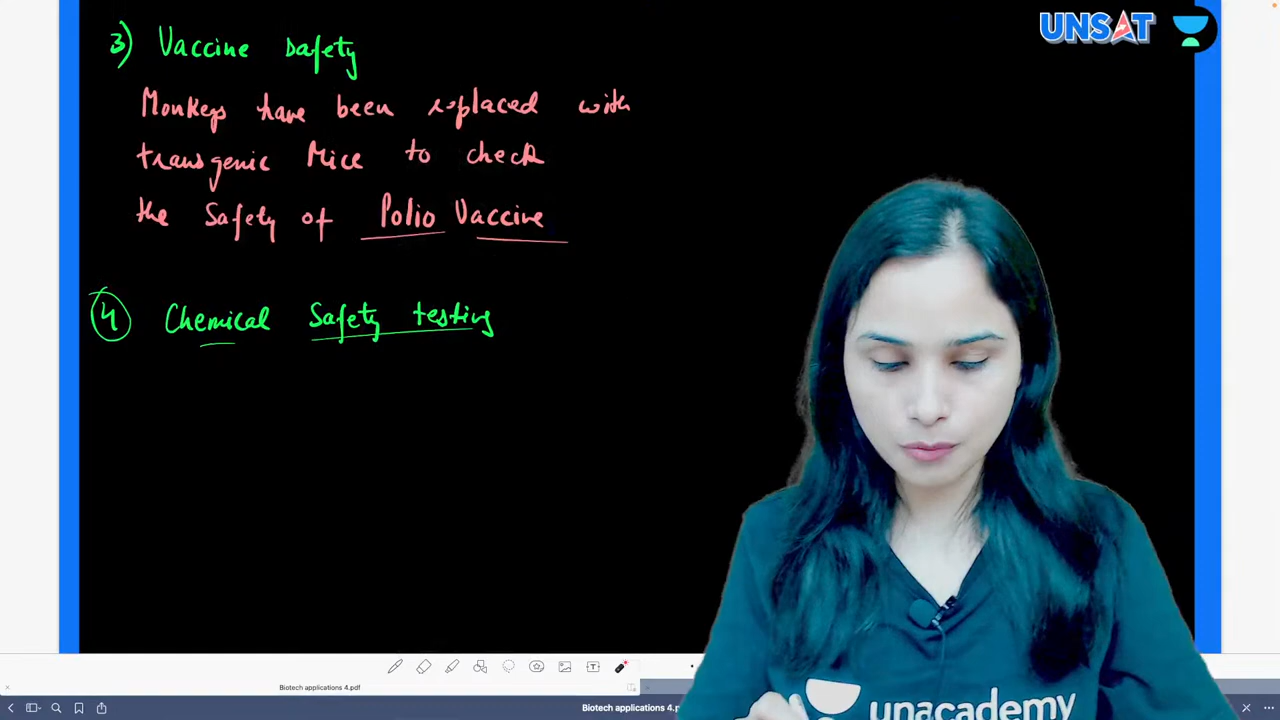 UNSAT
3) Vaccine Safety
Monkeys have been replaced with
transgenic Mice to check
the Safety of Polio Vaccine
4 Chemical Safety testing
unacademy
Biotech applications 4.pdf
Biotech applications 4.p